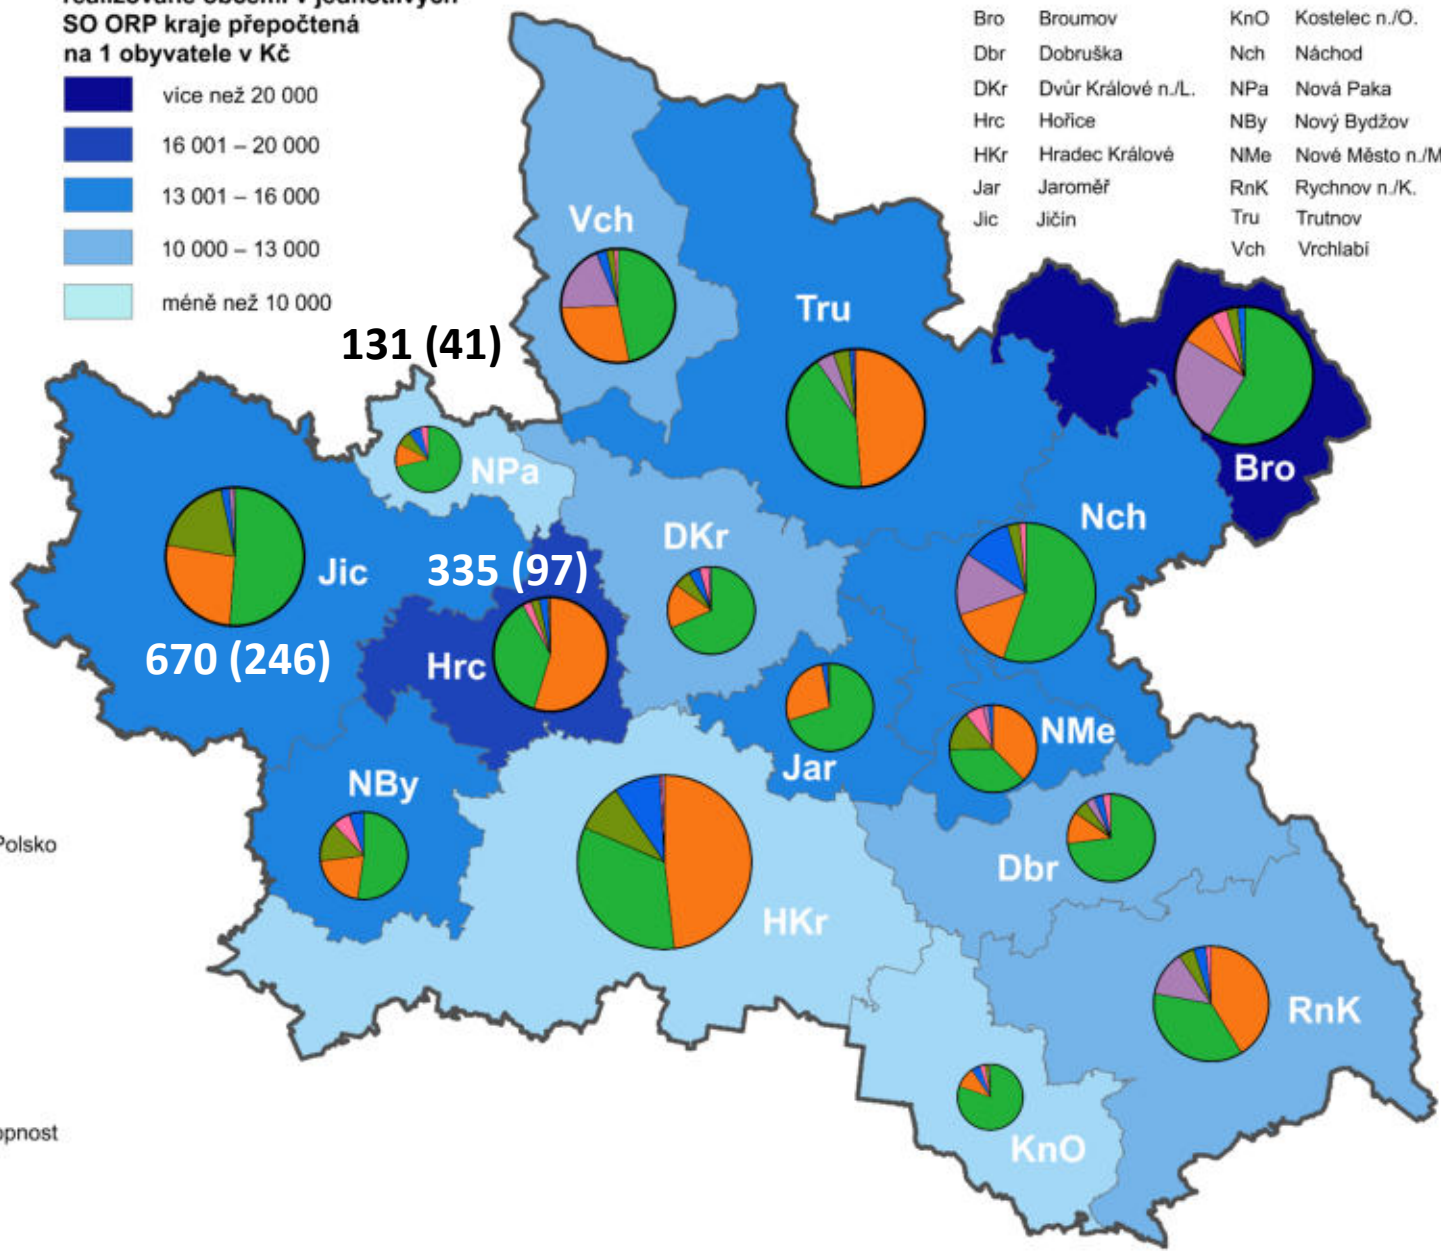 SO ORP kraje přepočtená
na 1 obyvatele v Kč
více než 20 000
16 001 – 20 000
13 001 – 16 000
10 000 – 13 000
méně než 10 000
Bro Broumov
Dbr Dobruška
DKr Dvůr Králové n./L.
Hrc Hořice
HKr Hradec Králové
Jar Jaroměř
Jic Jičín
KnO Kostelec n./O.
Nch Náchod
NPa Nová Paka
NBy Nový Bydžov
NMe Nové Město n./M
RnK Rychnov n./K.
Tru Trutnov
Vch Vrchlabí
Vch
Tru
131 (41)
NPa
Bro
Nch
DKr
Jic
335 (97)
670 (246)
Hrc
NMe
Jar
NBy
Polsko
Dbr
HKr
RnK
opnost
KnO